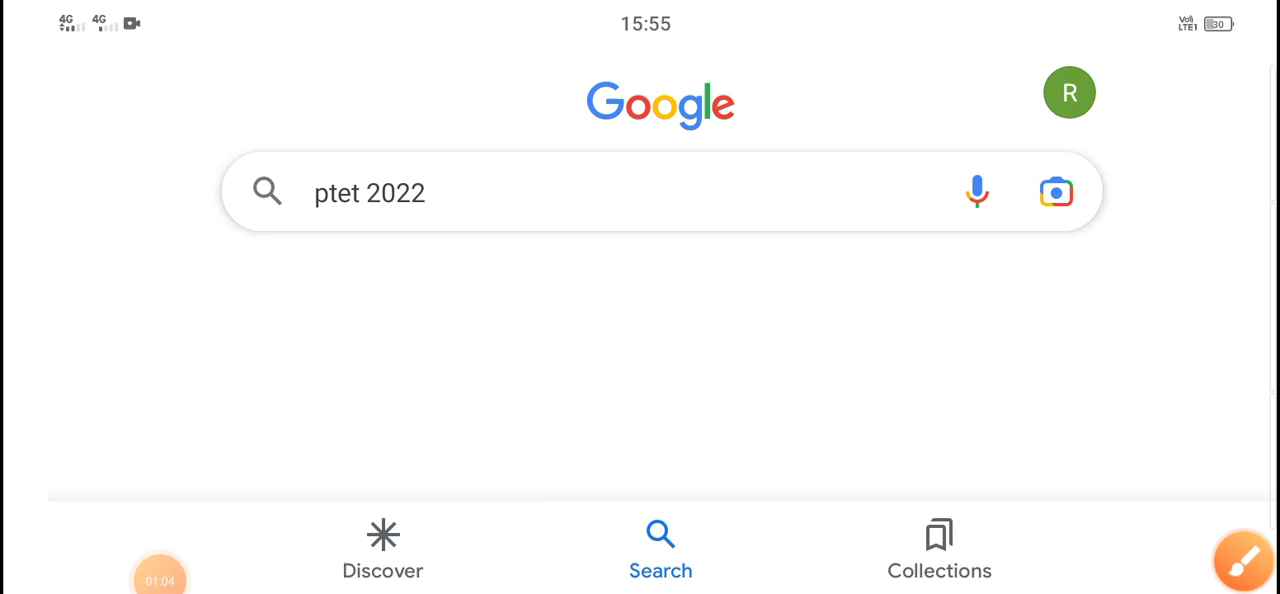 4G 4G 15:55 Vo) LTE1 30
Google
R
ptet 2022
Discover Search Collections
01:04